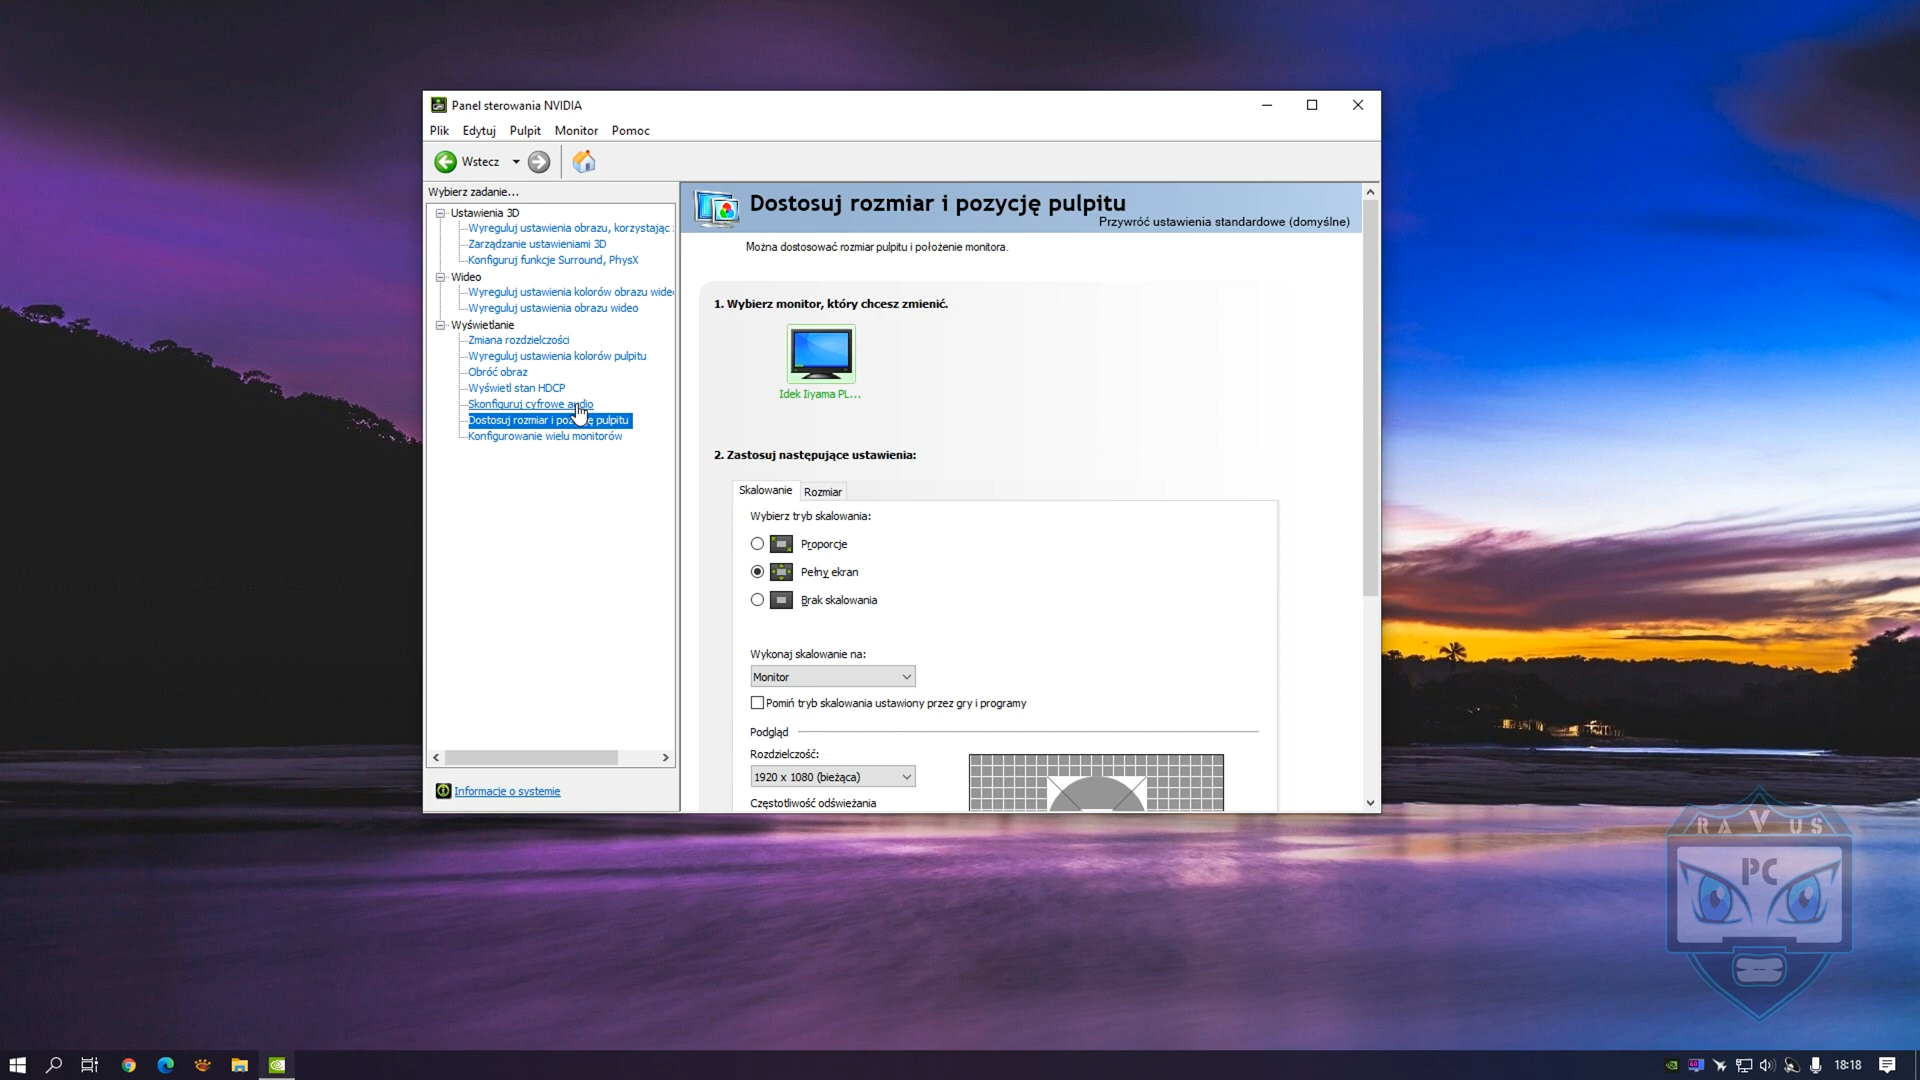 Panel sterowania NVIDIA
Plik Edytuj Pulpit Monitor Pomoc
Wstecz
Wybierz zadanie...
Ustawienia 3D
Wyreguluj ustawienia obrazu, korzystając
Zarządzanie ustawieniami 3D
Konfiguruj funkcje Surround, PhysX
Wideo
Wyreguluj ustawienia kolorów obrazu wide
Wyreguluj ustawienia obrazu wideo
Wyświetlanie
Zmiana rozdzielczości
Wyreguluj ustawienia kolorów pulpitu
Obróć obraz
Wyświetl stan HDCP
Skonfiguruj cyfrowe audio
Dostosuj rozmiar i pozycję pulpitu
Konfigurowanie wielu monitorów
Informacje o systemie
Dostosuj rozmiar i pozycję pulpitu
Przywróć ustawienia standardowe (domyślne)
Można dostosować rozmiar pulpitu i położenie monitora.
1. Wybierz monitor, który chcesz zmienić.
Idek Iiyama PL...
2. Zastosuj następujące ustawienia:
Skalowanie Rozmiar
Wybierz tryb skalowania:
Proporcje
Pełny ekran
Brak skalowania
Wykonaj skalowanie na:
Monitor
Pomiń tryb skalowania ustawiony przez gry i programy
Podgląd
Rozdzielczość:
1920 x 1080 (bieżąca)
Częstotliwość odświeżania
RAVUS
PC
18:18